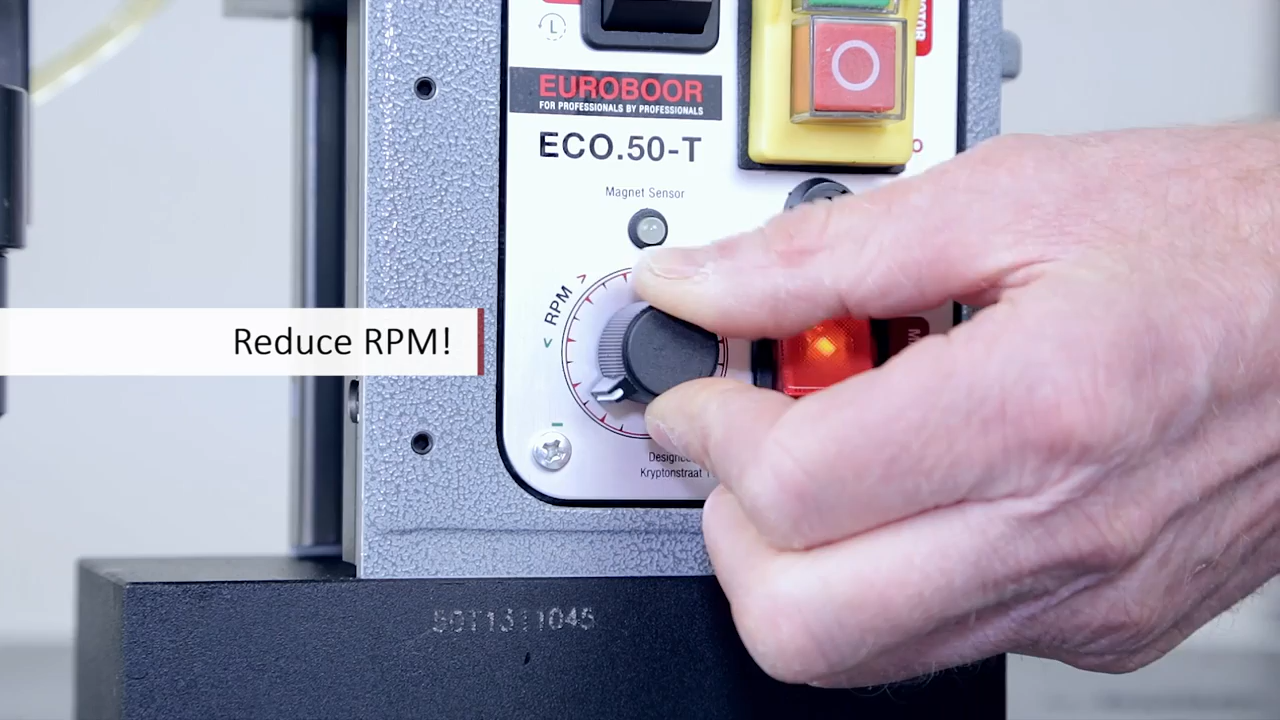 L
EUROBOOR
FOR PROFESSIONALS BY PROFESSIONALS
ECO.50-T
Magnet Sensor
< RPM >
Reduce RPM!
Kryptonstraat